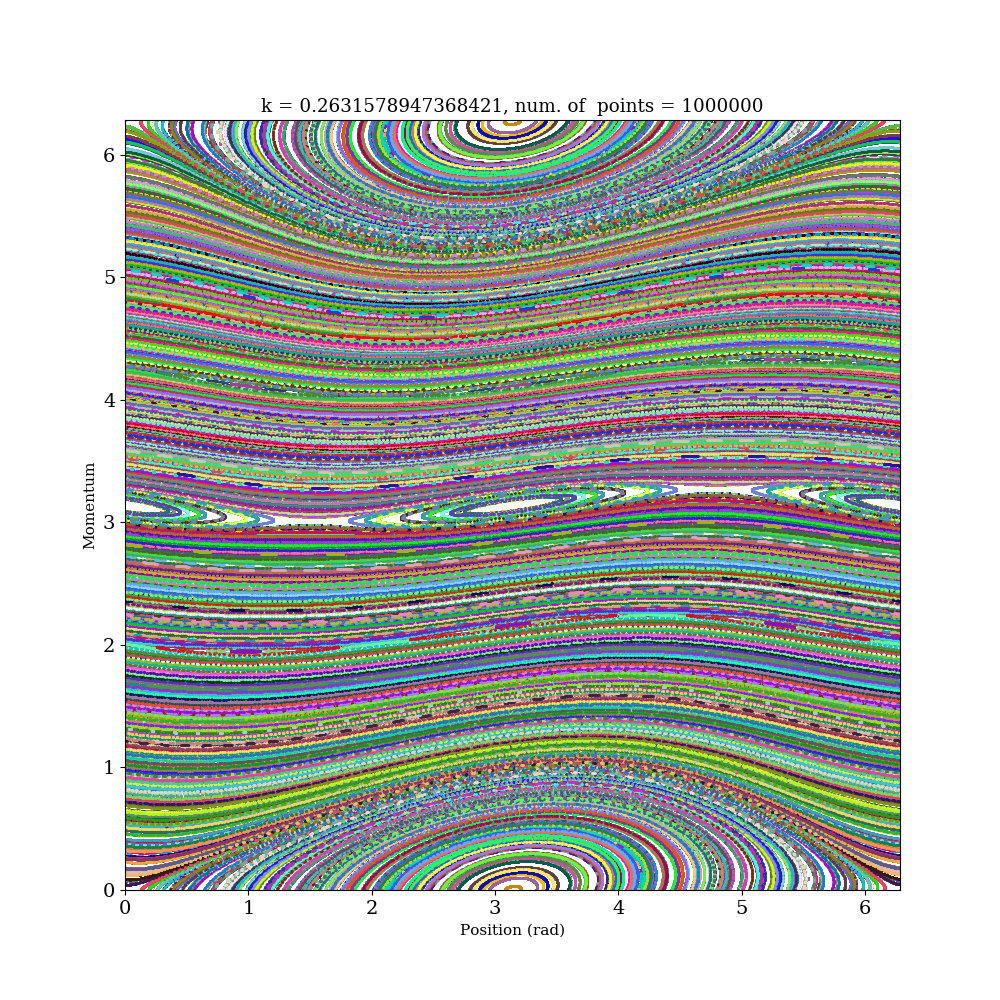 k = 0.2631578947368421, num. of  points = 1000000
6
5
4
3
2
1
0
Momentum
0 1 2 3 4 5 6
Position (rad)